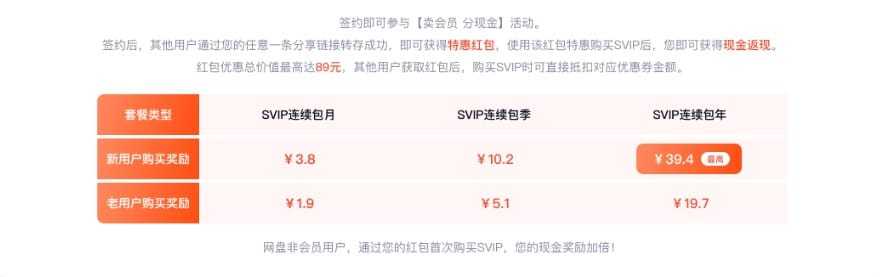 签约即可参与【卖会员 分现金】活动。
签约后，其他用户通过您的任意一条分享链接转存成功，即可获得特惠红包，使用该红包特惠购买SVIP后，您即可获得现金返现。
红包优惠总价值最高达89元，其他用户获取红包后，购买SVIP时可直接抵扣对应优惠券金额。
套餐类型 SVIP连续包月 SVIP连续包季 SVIP连续包年
新用户购买奖励 ¥3.8 ¥10.2 ¥39.4 最高
老用户购买奖励 ¥1.9 ¥5.1 ¥19.7
网盘非会员用户，通过您的红包首次购买SVIP，您的现金奖励加倍！